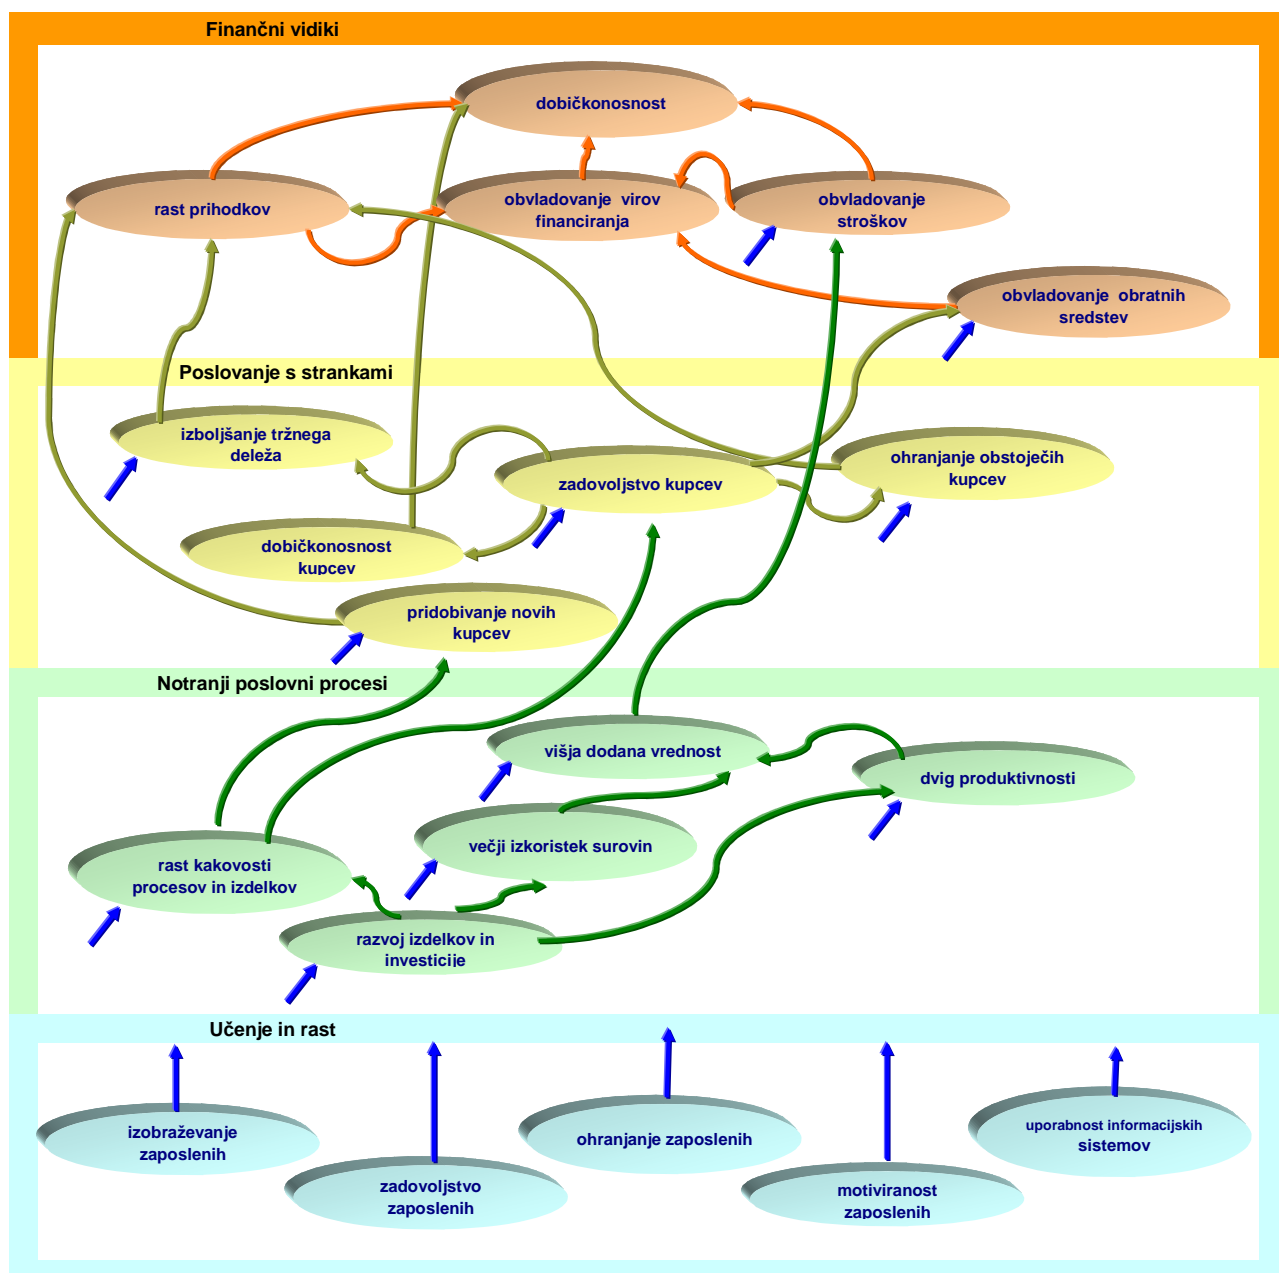 Finančni vidiki
dobičkonosnost
rast prihodkov
obvladovanje virov
financiranja
obvladovanje
stroškov
obvladovanje obratnih
sredstev
Poslovanje s strankami
izboljšanje tržnega
deleža
zadovoljstvo kupcev
ohranjanje obstoječih
kupcev
dobičkonosnost
kupcev
pridobivanje novih
kupcev
Notranji poslovni procesi
višja dodana vrednost
dvig produktivnosti
večji izkoristek surovin
rast kakovosti
procesov in izdelkov
razvoj izdelkov in
investicije
Učenje in rast
izobraževanje
zaposlenih
zadovoljstvo
zaposlenih
ohranjanje zaposlenih
motiviranost
zaposlenih
uporabnost informacijskih
sistemov